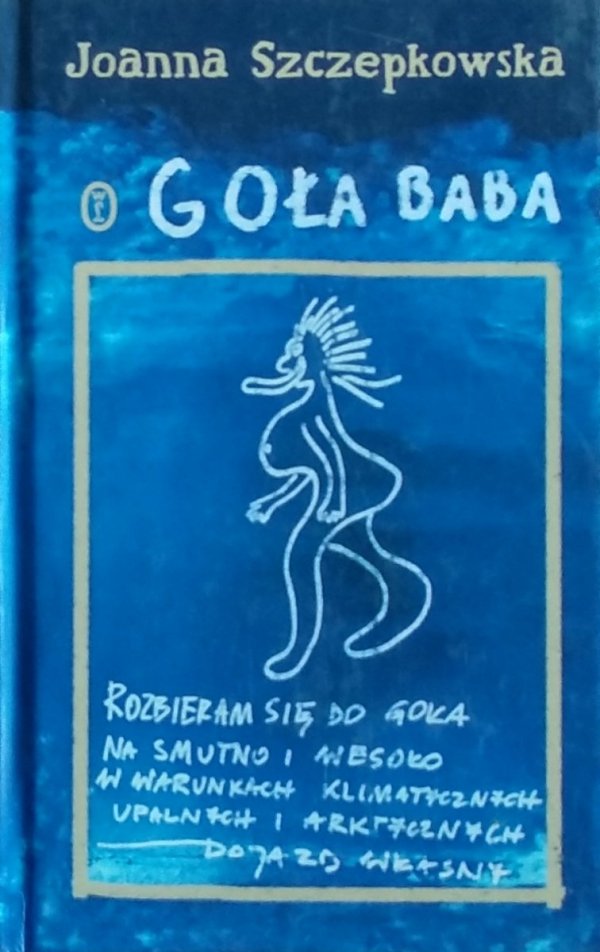 Joanna Szczepkowska
GOŁA BABA
ROZBIERAM SIĘ DO GOŁA
NA SMUTNO I WESOŁO
W WARUNKACH KLIMATYCZNYCH
UPALNYCH I ARKTYCZNYCH
DOJAZD WŁASNY